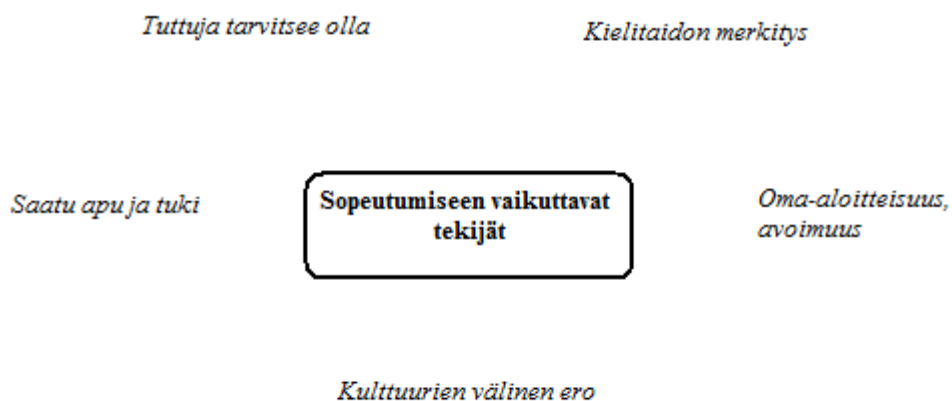 Tuttuja tarvitsee olla
Kielitaidon merkitys
Saatu apu ja tuki
Sopeutumiseen vaikuttavat
tekijät
Oma-aloitteisuus,
avoimuus
Kulttuurien välinen ero